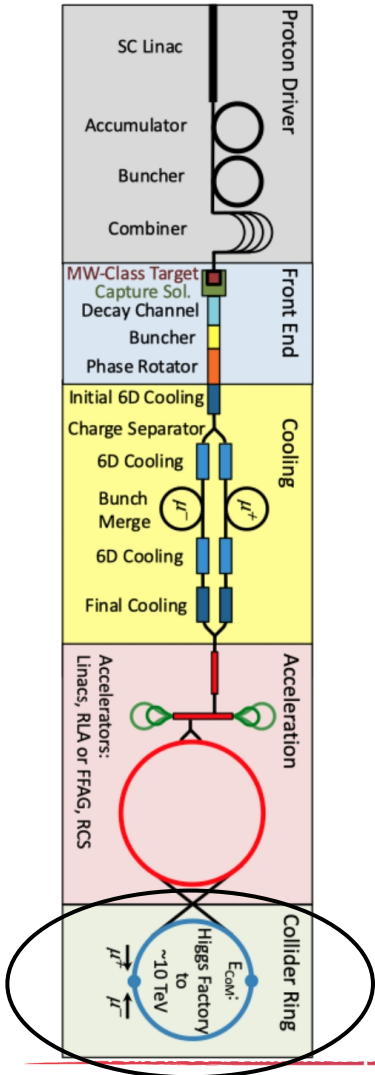 Proton Driver
SC Linac
Accumulator
Buncher
Combiner
Front End
MW-Class Target
Capture Sol.
Decay Channel
Buncher
Phase Rotator
Cooling
Initial 6D Cooling
Charge Separator
6D Cooling
Bunch
Merge
μ−
μ+
6D Cooling
Final Cooling
Acceleration
Accelerators:
Linacs, RLA or FFAG, RCS
Collider Ring
ECoM:
Higgs Factory
to
~10 TeV
μ+
μ−